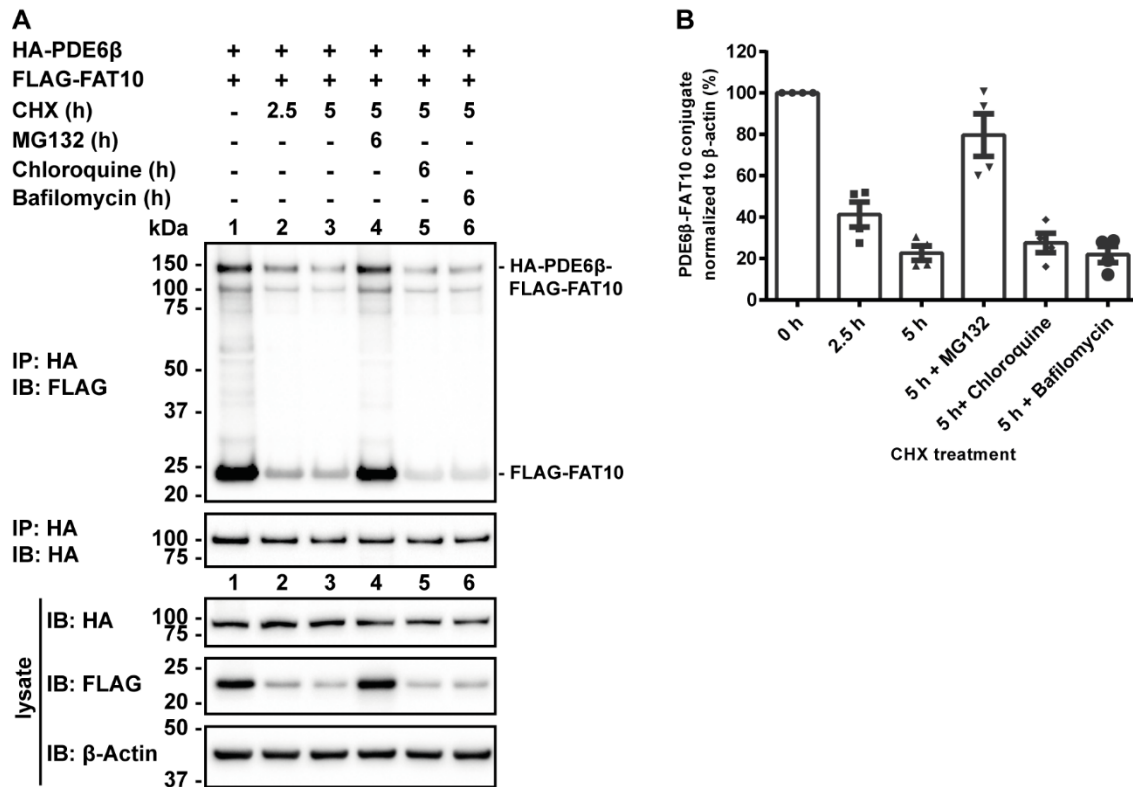 A
HA-PDE6β + + + + + +
FLAG-FAT10 + + + + + +
CHX (h) - 2.5 5 5 5 5
MG132 (h) - - - 6 - -
Chloroquine (h) - - - - 6 -
Bafilomycin (h) - - - - - 6
kDa 1 2 3 4 5 6
150 -
100 -
75 -
50 -
37 -
25 -
20 -
IP: HA
IB: FLAG
- HA-PDE6β-
FLAG-FAT10
- FLAG-FAT10
IP: HA
IB: HA
100 -
75 -
1 2 3 4 5 6
lysate
IB: HA
100 -
75 -
IB: FLAG
25 -
20 -
IB: β-Actin
50 -
37 -
B
PDE6β-FAT10 conjugate
normalized to β-actin (%)
120
100
80
60
40
20
0
0 h
2.5 h
5 h
5 h + MG132
5 h+ Chloroquine
5 h + Bafilomycin
CHX treatment